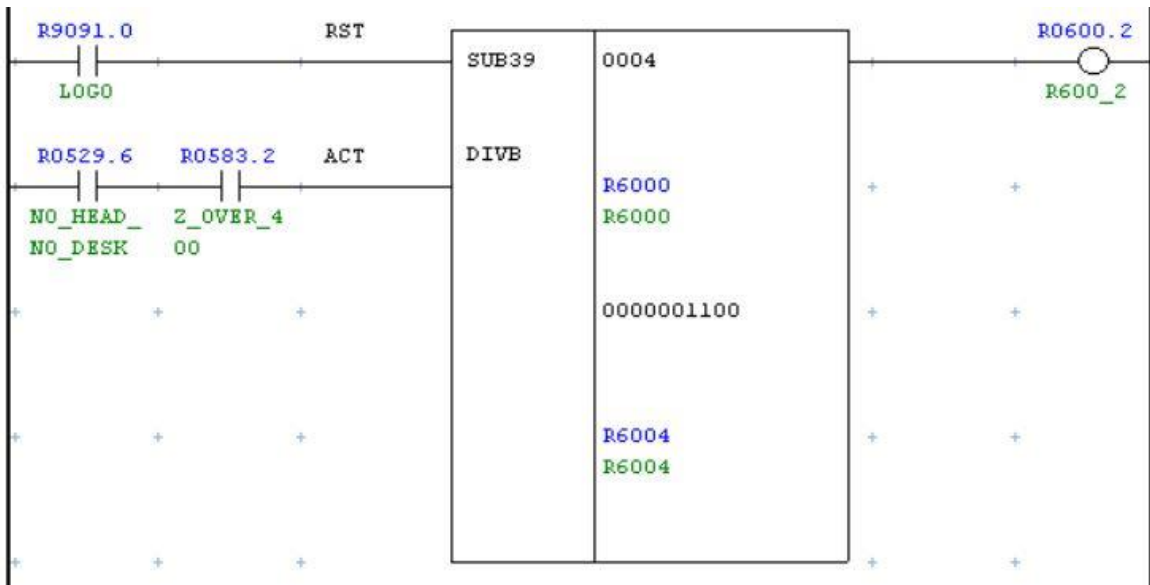 R9091.0 RST R0600.2
SUB39 0004
LOG0 R600_2
R0529.6 R0583.2 ACT DIVB
R6000
NO_HEAD_ Z_OVER_4 R6000
NO_DESK 00
0000001100
R6004
R6004